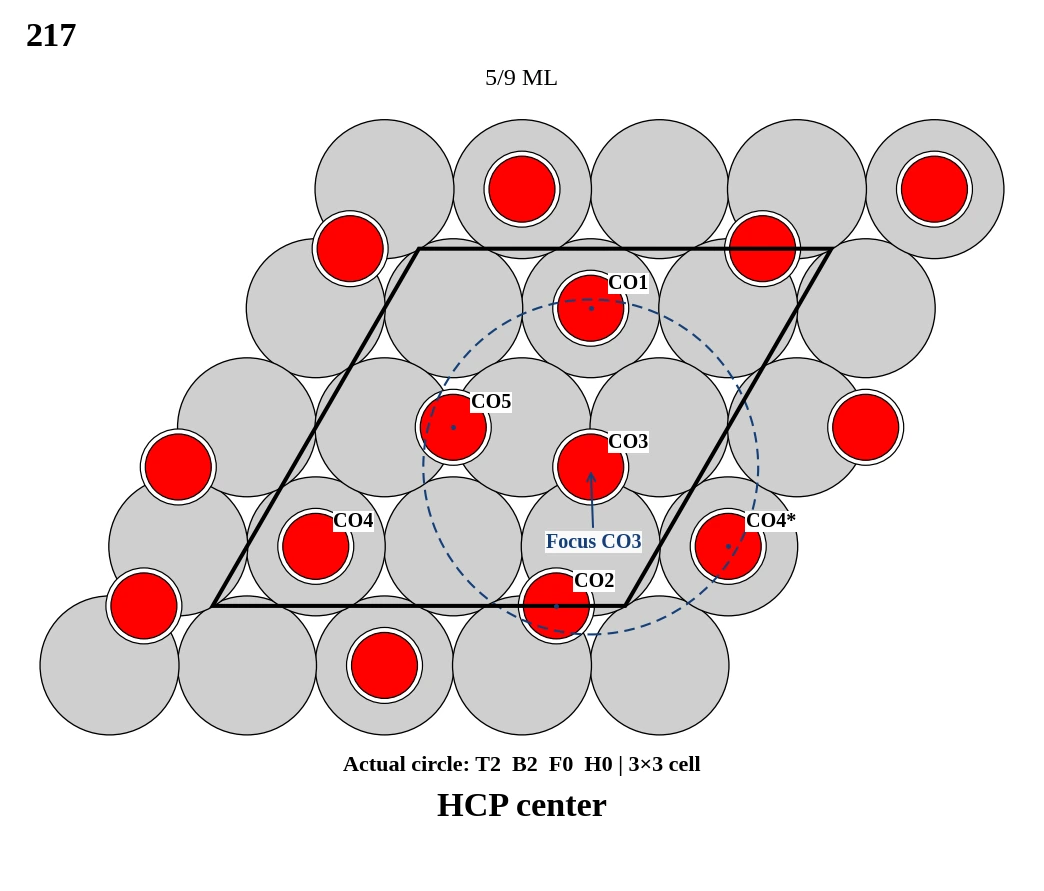 217
5/9 ML
CO1
CO5
CO3
CO4
CO4*
Focus CO3
CO2
Actual circle: T2 B2 F0 H0 | 3×3 cell
HCP center